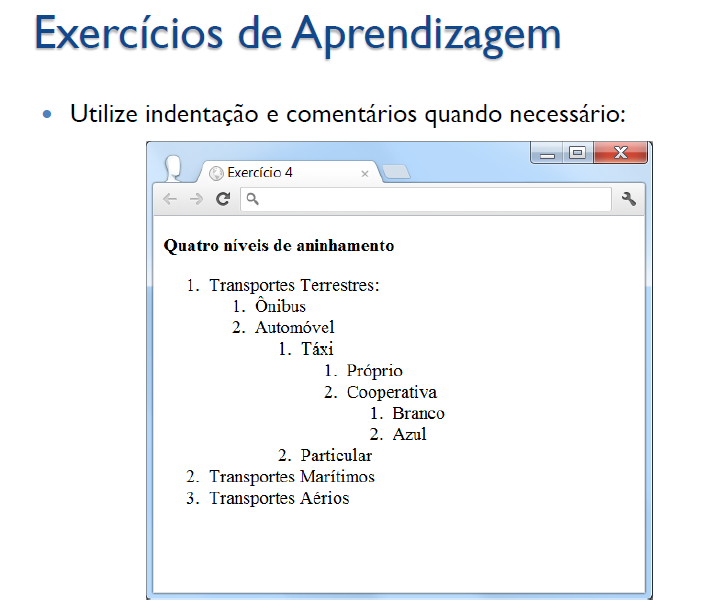 Exercícios de Aprendizagem
• Utilize indentação e comentários quando necessário:
Exercício 4
Quatro níveis de aninhamento
1. Transportes Terrestres:
1. Ônibus
2. Automóvel
1. Táxi
1. Próprio
2. Cooperativa
1. Branco
2. Azul
2. Particular
2. Transportes Marítimos
3. Transportes Aérios